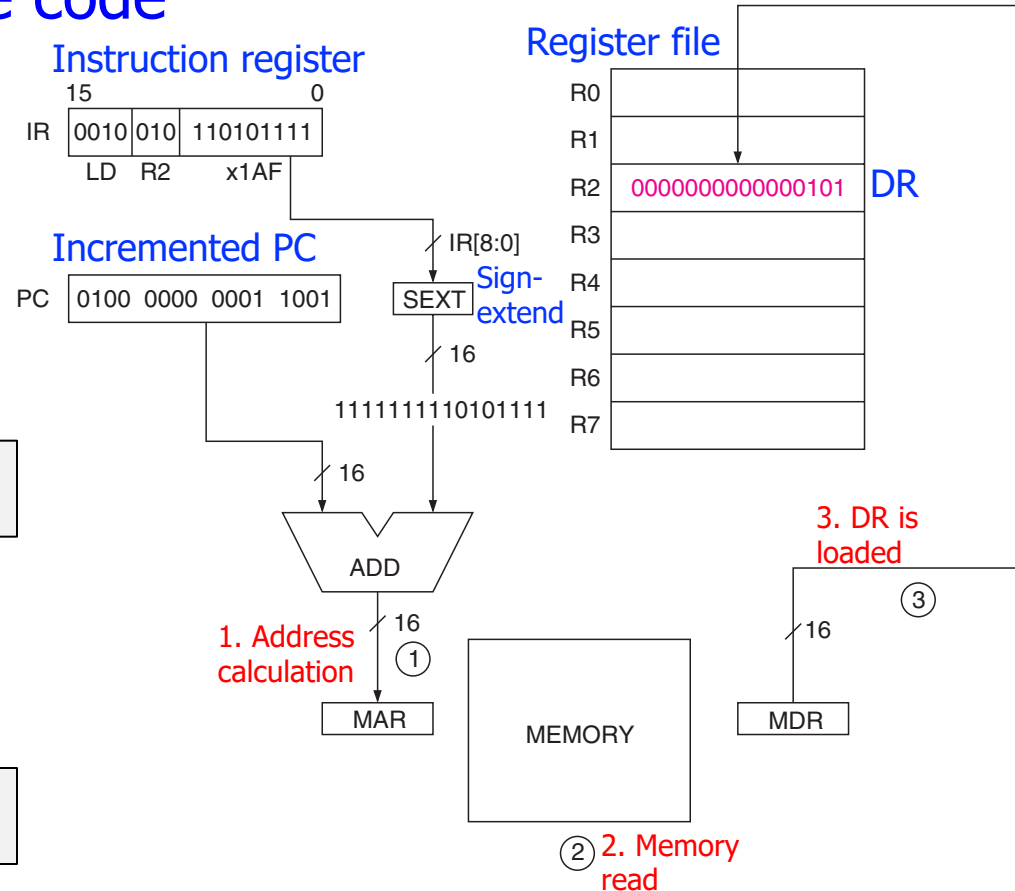 e code
Instruction register
15 0
IR 0010 010 110101111
LD R2 x1AF
IR[8:0]
Incremented PC
PC 0100 0000 0001 1001
SEXT
Sign-
extend
16
1111111110101111
16
ADD
16
1. Address
calculation
1
MAR
MEMORY
2
2. Memory
read
Register file
R0
R1
R2 0000000000000101 DR
R3
R4
R5
R6
R7
3. DR is
loaded
3
16
MDR